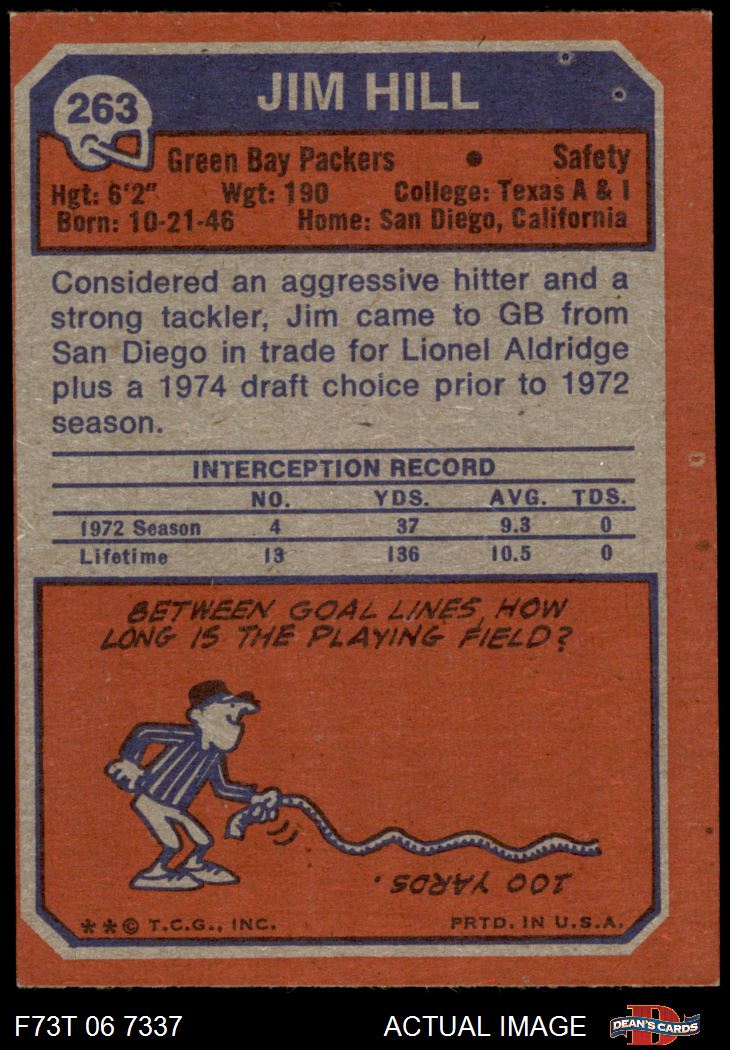 263
JIM HILL
Green Bay Packers • Safety
Hgt: 6'2" Wgt: 190 College: Texas A & I
Born: 10-21-46 Home: San Diego, California
Considered an aggressive hitter and a
strong tackler, Jim came to GB from
San Diego in trade for Lionel Aldridge
plus a 1974 draft choice prior to 1972
season.
INTERCEPTION RECORD
NO. YDS. AVG. TDS.
1972 Season 4 37 9.3 0
Lifetime 13 136 10.5 0
BETWEEN GOAL LINES, HOW
LONG IS THE PLAYING FIELD?
100 YARDS.
**© T.C.G., INC. PRTD. IN U.S.A.
F73T 06 7337 ACTUAL IMAGE D DEAN'S CARDS